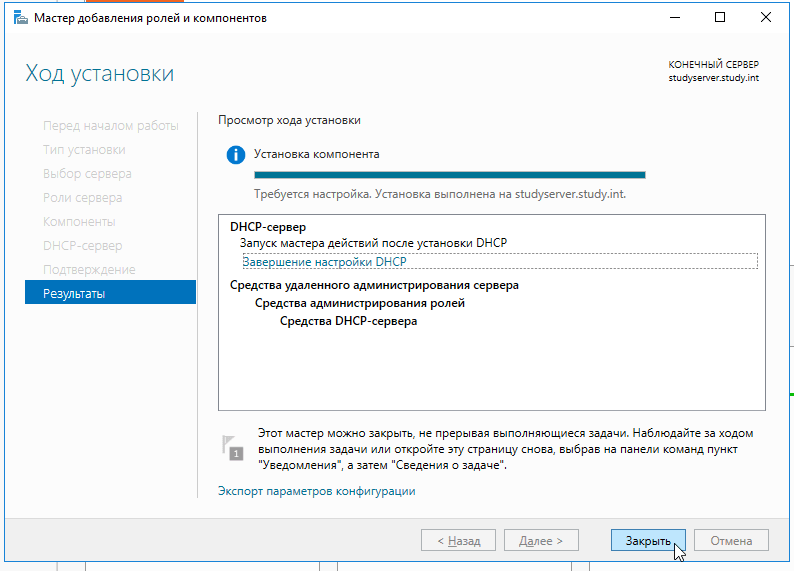 Мастер добавления ролей и компонентов
Ход установки
КОНЕЧНЫЙ СЕРВЕР
studyserver.study.int
Перед началом работы
Тип установки
Выбор сервера
Роли сервера
Компоненты
DHCP-сервер
Подтверждение
Результаты
Просмотр хода установки
Установка компонента
Требуется настройка. Установка выполнена на studyserver.study.int.
DHCP-сервер
Запуск мастера действий после установки DHCP
Завершение настройки DHCP
Средства удаленного администрирования сервера
Средства администрирования ролей
Средства DHCP-сервера
1
Этот мастер можно закрыть, не прерывая выполняющиеся задачи. Наблюдайте за ходом
выполнения задачи или откройте эту страницу снова, выбрав на панели команд пункт
"Уведомления", а затем "Сведения о задаче".
Экспорт параметров конфигурации
< Назад
Далее >
Закрыть
Отмена